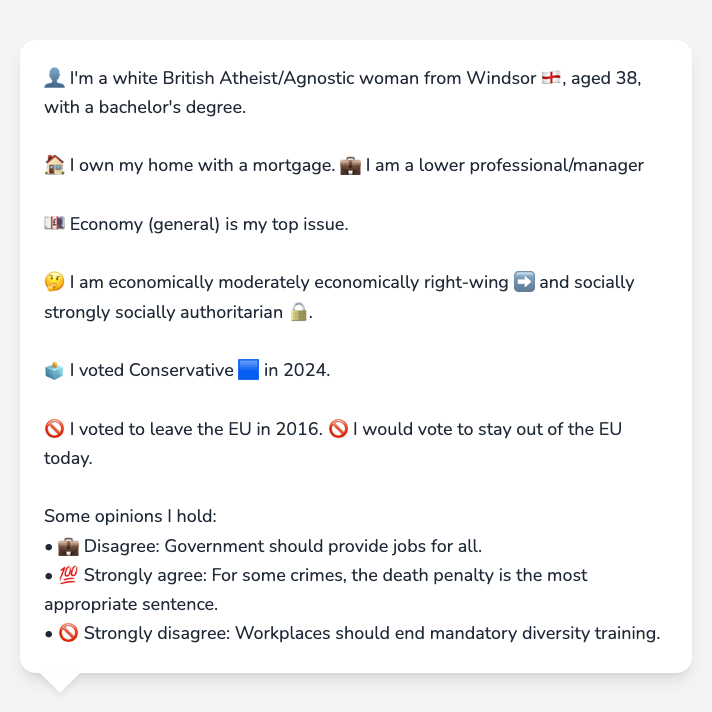 👤 I'm a white British Atheist/Agnostic woman from Windsor 🏴󠁧󠁢󠁥󠁮󠁧󠁿, aged 38,
with a bachelor's degree.
🏠 I own my home with a mortgage. 💼 I am a lower professional/manager
💷 Economy (general) is my top issue.
🤔 I am economically moderately economically right-wing ➡️ and socially
strongly socially authoritarian 🔒.
🗳️ I voted Conservative 🟦 in 2024.
🚫 I voted to leave the EU in 2016. 🚫 I would vote to stay out of the EU
today.
Some opinions I hold:
• 💼 Disagree: Government should provide jobs for all.
• 💯 Strongly agree: For some crimes, the death penalty is the most
appropriate sentence.
• 🚫 Strongly disagree: Workplaces should end mandatory diversity training.